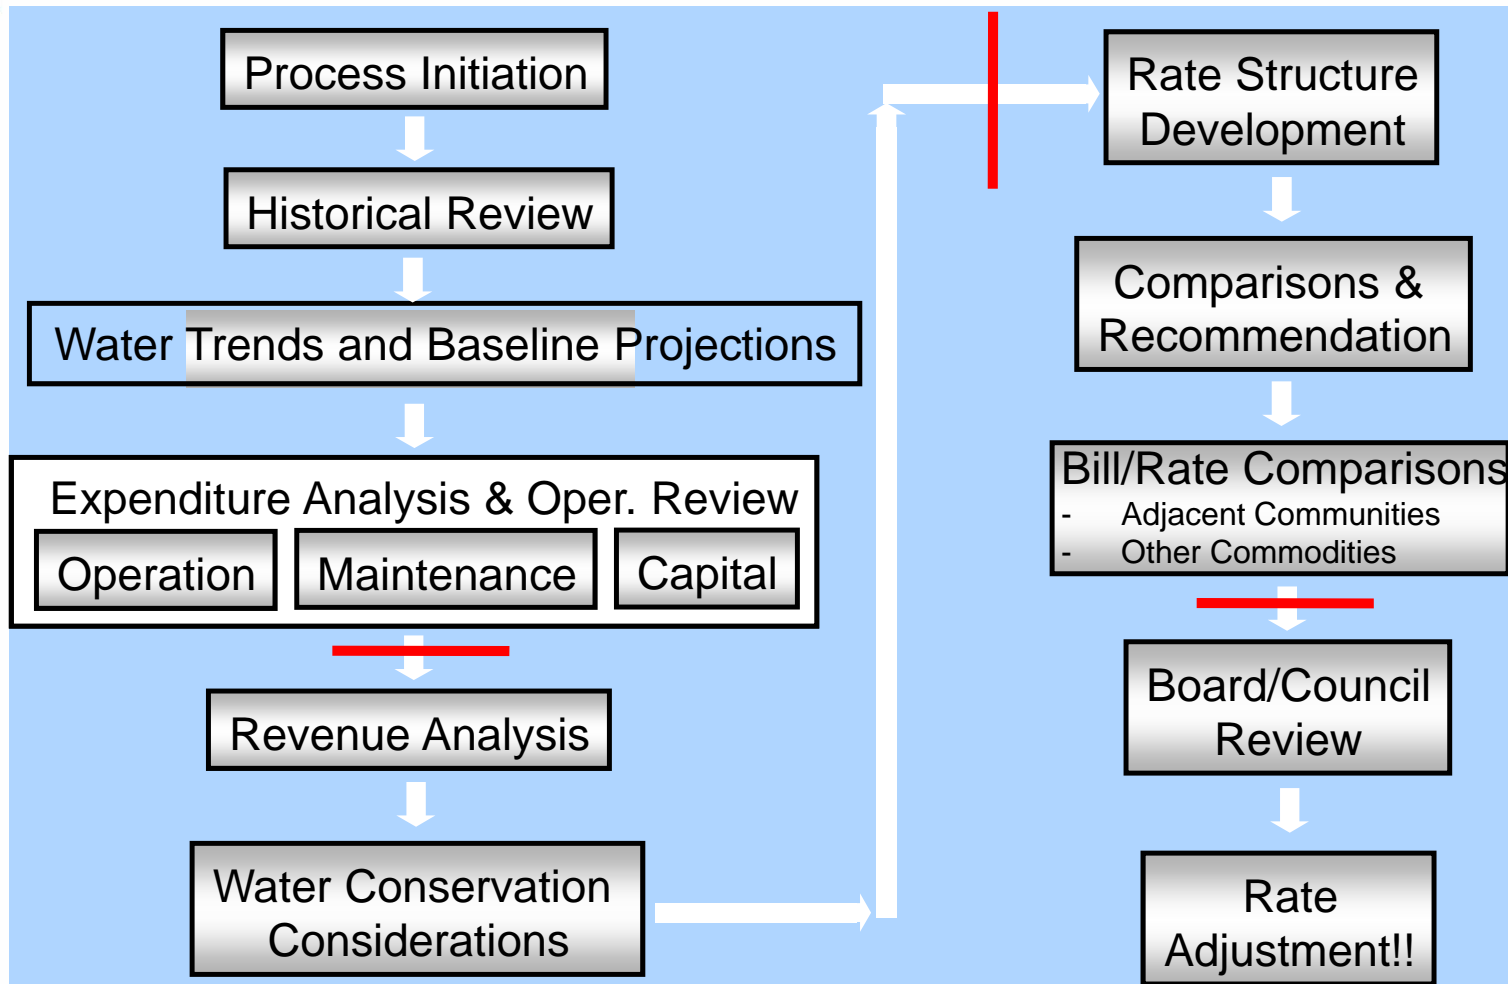 Process Initiation
Historical Review
Water Trends and Baseline Projections
Expenditure Analysis & Oper. Review
Operation
Maintenance
Capital
Revenue Analysis
Water Conservation
Considerations
Rate Structure
Development
Comparisons &
Recommendation
Bill/Rate Comparisons
- Adjacent Communities
- Other Commodities
Board/Council
Review
Rate
Adjustment!!